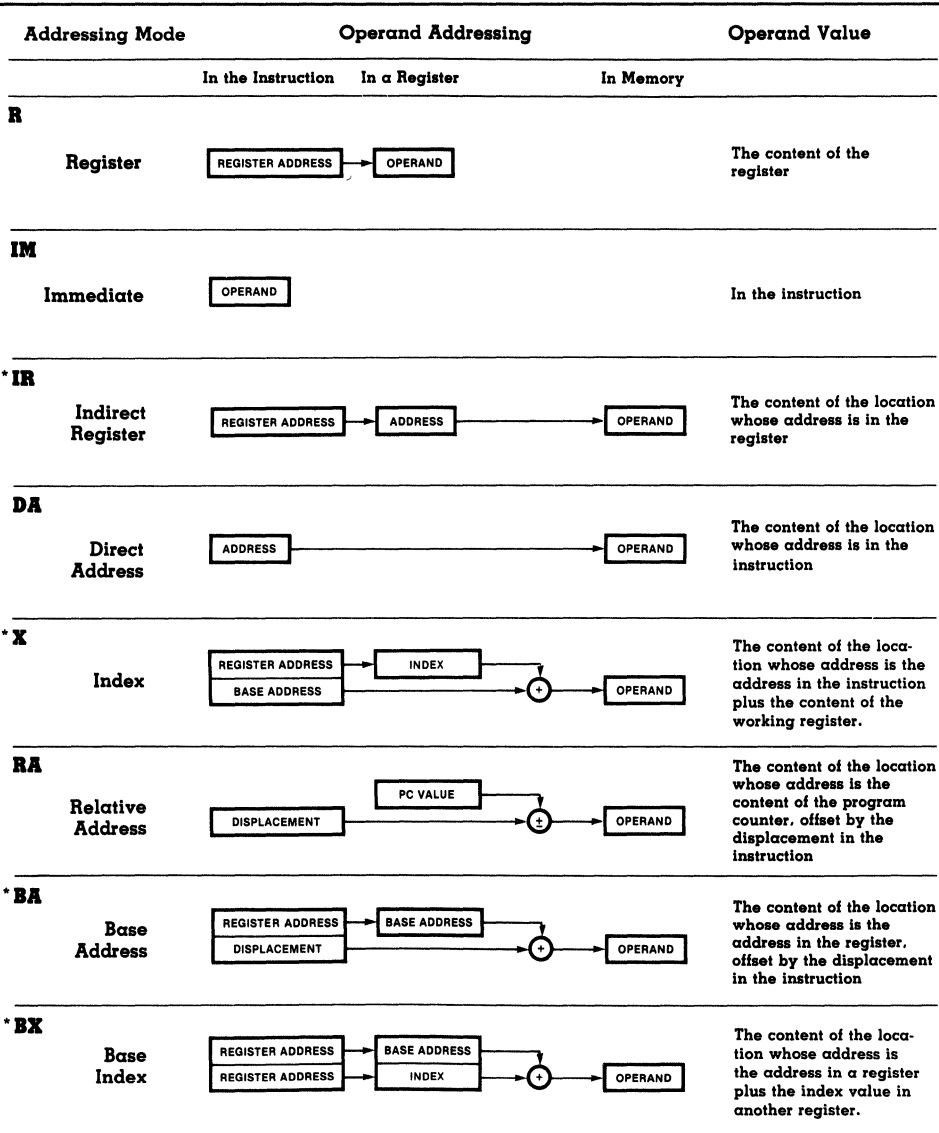 Addressing Mode Operand Addressing Operand Value
In the Instruction In a Register In Memory
R
Register
REGISTER ADDRESS OPERAND
The content of the
register
IM
Immediate
OPERAND
In the instruction
*IR
Indirect
Register
REGISTER ADDRESS ADDRESS OPERAND
The content of the location
whose address is in the
register
DA
Direct
Address
ADDRESS OPERAND
The content of the location
whose address is in the
instruction
*X
Index
REGISTER ADDRESS INDEX
BASE ADDRESS + OPERAND
The content of the loca-
tion whose address is the
address in the instruction
plus the content of the
working register.
RA
Relative
Address
PC VALUE
DISPLACEMENT ± OPERAND
The content of the location
whose address is the
content of the program
counter, offset by the
displacement in the
instruction
*BA
Base
Address
REGISTER ADDRESS BASE ADDRESS
DISPLACEMENT + OPERAND
The content of the location
whose address is the
address in the register,
offset by the displacement
in the instruction
*BX
Base
Index
REGISTER ADDRESS BASE ADDRESS
REGISTER ADDRESS INDEX + OPERAND
The content of the loca-
tion whose address is
the address in a register
plus the index value in
another register.